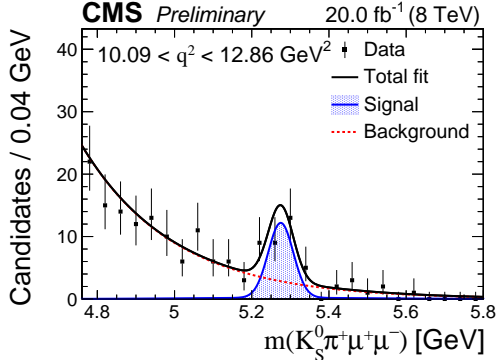 CMS Preliminary 20.0 fb⁻¹ (8 TeV)
10.09 < q² < 12.86 GeV²
Data
Total fit
Signal
Background
Candidates / 0.04 GeV
40
30
20
10
0
4.8 5 5.2 5.4 5.6 5.8
m(K⁰_Sπ⁺μ⁺μ⁻) [GeV]